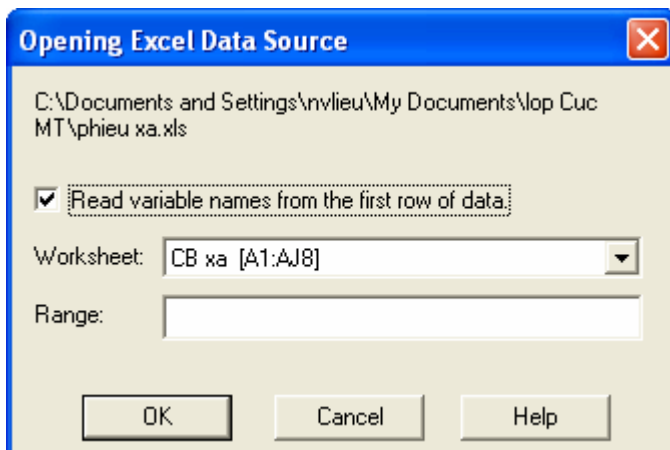 Opening Excel Data Source
C:\Documents and Settings\nvlieu\My Documents\lop Cuc
MT\phieu xa.xls
Read variable names from the first row of data.
Worksheet: CB xa [A1:AJ8]
Range:
OK Cancel Help